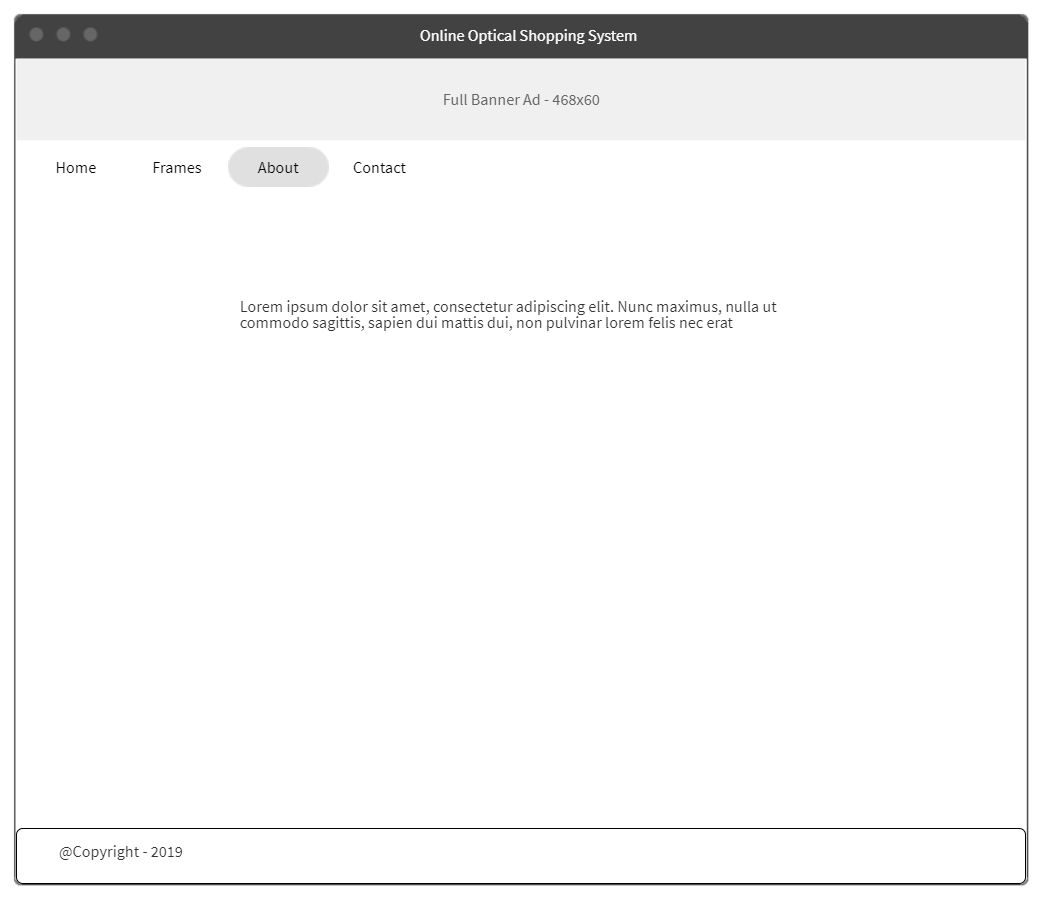 Online Optical Shopping System
Full Banner Ad - 468x60
Home Frames About Contact
Lorem ipsum dolor sit amet, consectetur adipiscing elit. Nunc maximus, nulla ut
commodo sagittis, sapien dui mattis dui, non pulvinar lorem felis nec erat
@Copyright - 2019